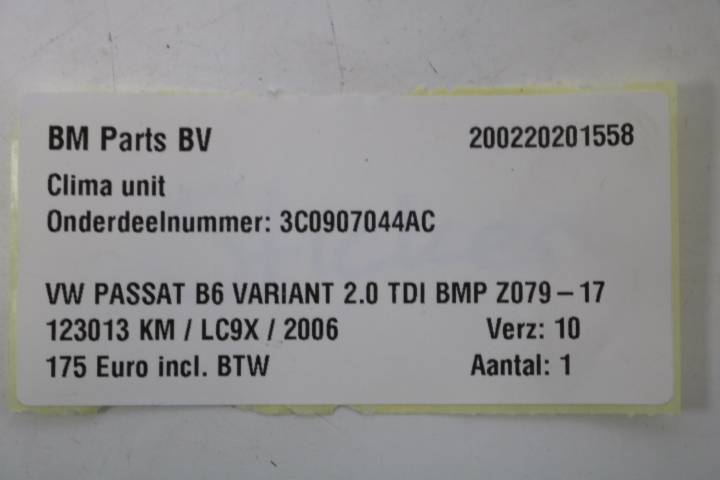 BM Parts BV 200220201558
Clima unit
Onderdeelnummer: 3C0907044AC
VW PASSAT B6 VARIANT 2.0 TDI BMP Z079-17
123013 KM / LC9X / 2006 Verz: 10
175 Euro incl. BTW Aantal: 1